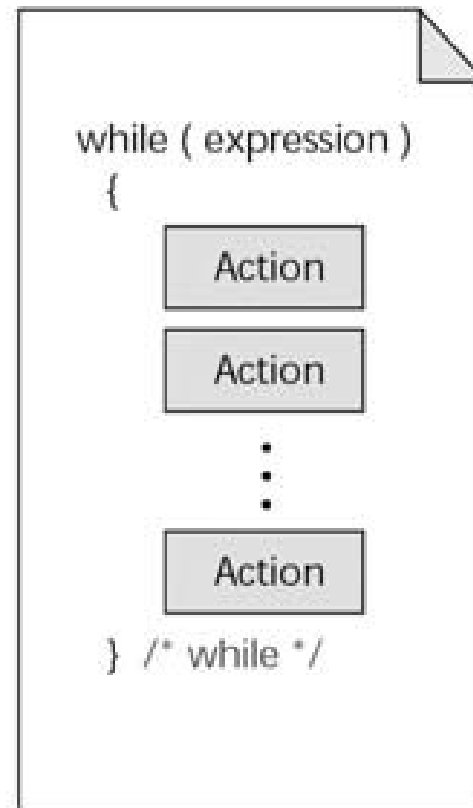 while ( expression )
{
Action
Action
Action
} /* while */